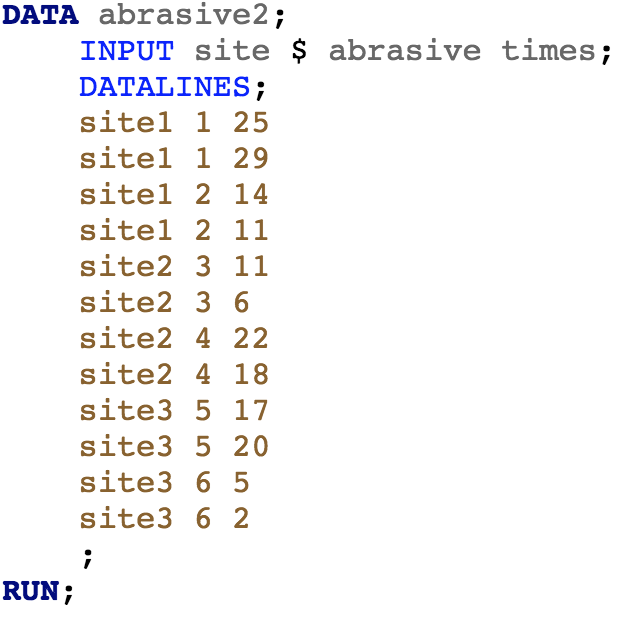 DATA abrasive2;
INPUT site $ abrasive times;
DATALINES;
site1 1 25
site1 1 29
site1 2 14
site1 2 11
site2 3 11
site2 3 6
site2 4 22
site2 4 18
site3 5 17
site3 5 20
site3 6 5
site3 6 2
;
RUN;